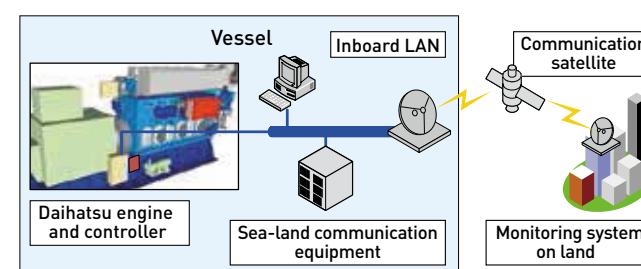 Vessel
Inboard LAN
Communication
satellite
Daihatsu engine
and controller
Sea-land communication
equipment
Monitoring system
on land